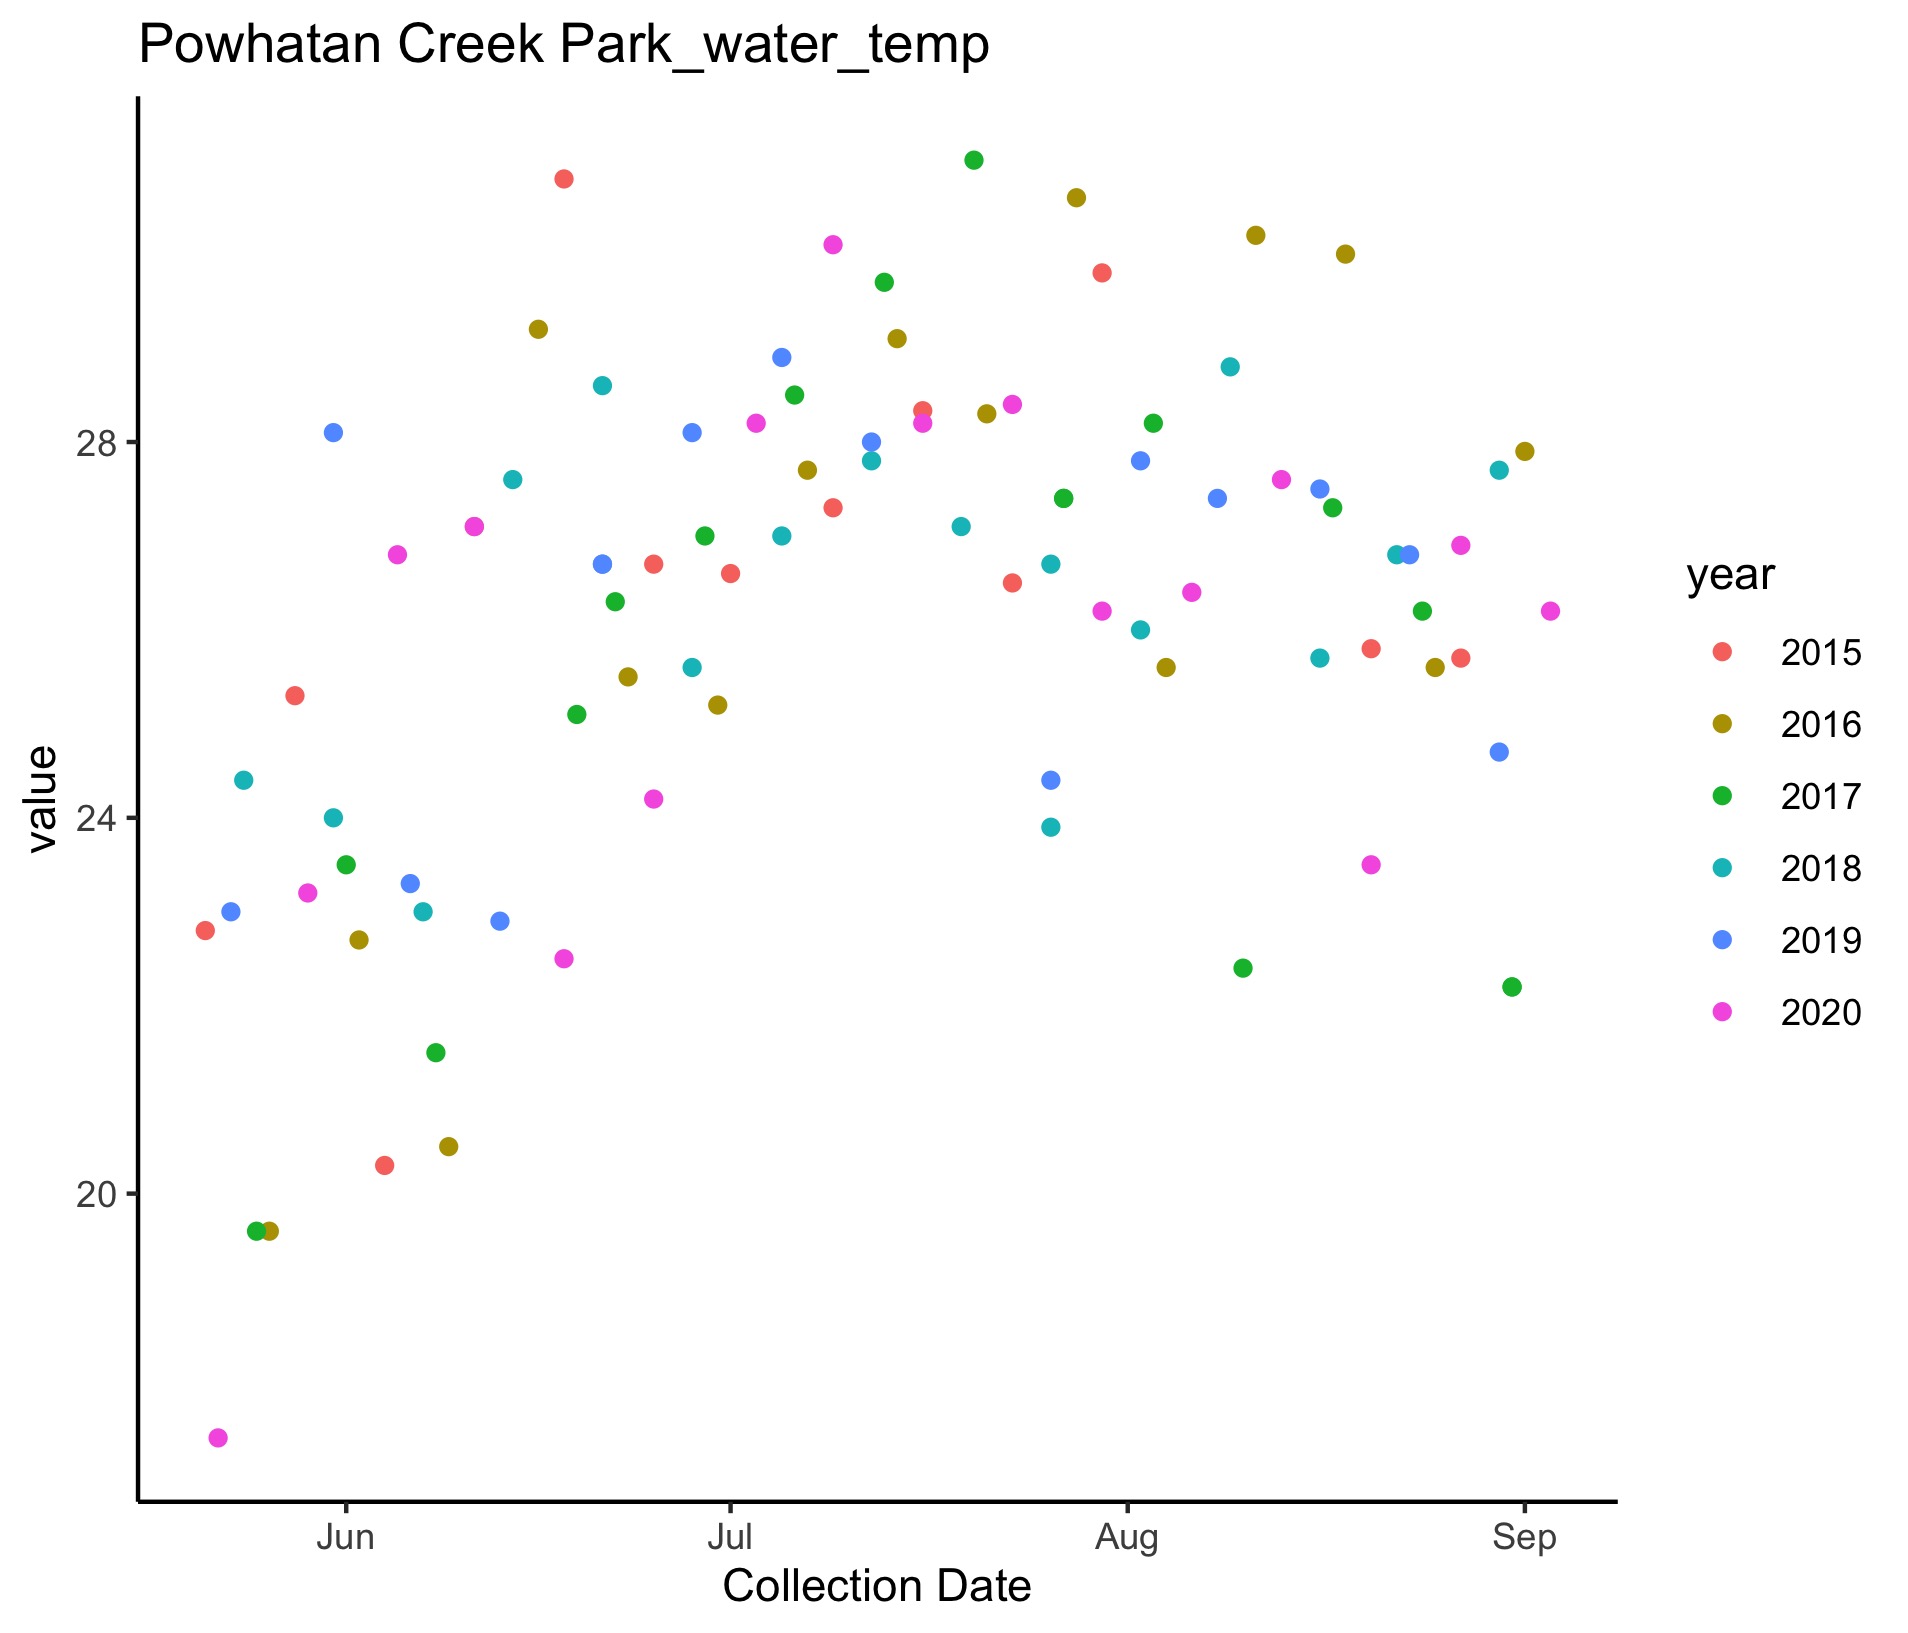 Powhatan Creek Park_water_temp
value
28
24
20
Jun
Jul
Aug
Sep
Collection Date
year
2015
2016
2017
2018
2019
2020